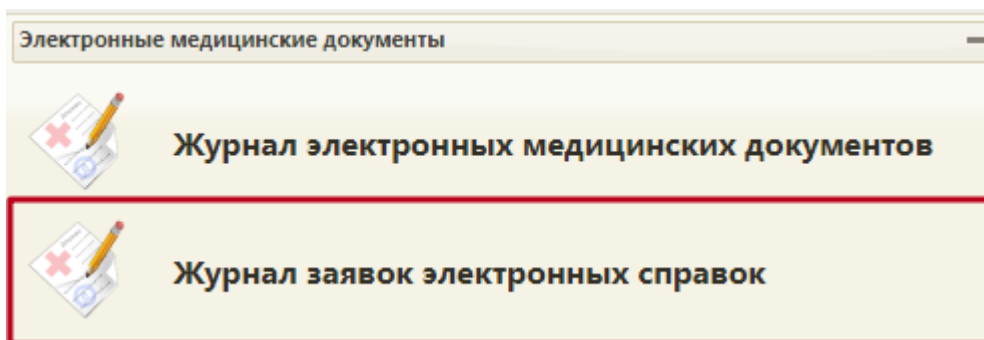 Электронные медицинские документы
Журнал электронных медицинских документов
Журнал заявок электронных справок